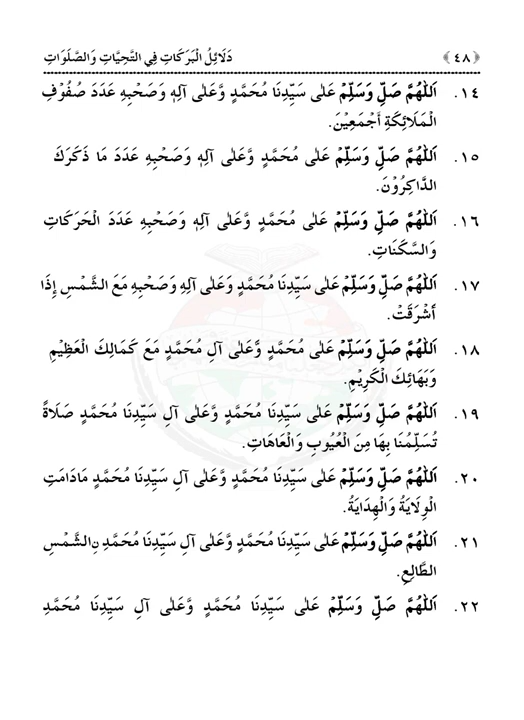 ﴿٤٨﴾ دَلَائِلُ الْبَرَكَاتِ فِي التَّحِيَّاتِ وَالصَّلَوَاتِ
١٤. اَللّٰهُمَّ صَلِّ وَسَلِّمْ عَلٰی سَيِّدِنَا مُحَمَّدٍ وَّعَلٰی آلِهٖ وَصَحْبِهٖ عَدَدَ صُفُوْفِ
الْمَلَائِكَةِ أَجْمَعِيْنَ.
١٥. اَللّٰهُمَّ صَلِّ وَسَلِّمْ عَلٰی مُحَمَّدٍ وَّعَلٰی آلِهٖ وَصَحْبِهٖ عَدَدَ مَا ذَكَرَكَ
الذَّاكِرُوْنَ.
١٦. اَللّٰهُمَّ صَلِّ وَسَلِّمْ عَلٰی مُحَمَّدٍ وَّعَلٰی آلِهٖ وَصَحْبِهٖ عَدَدَ الْحَرَكَاتِ
وَالسَّكَنَاتِ.
١٧. اَللّٰهُمَّ صَلِّ وَسَلِّمْ عَلٰی سَيِّدِنَا مُحَمَّدٍ وَعَلٰی آلِهٖ وَصَحْبِهٖ مَعَ الشَّمْسِ إِذَا
أَشْرَقَتْ.
١٨. اَللّٰهُمَّ صَلِّ وَسَلِّمْ عَلٰی مُحَمَّدٍ وَّعَلٰی آلِ مُحَمَّدٍ مَعَ كَمَالِكَ الْعَظِيْمِ
وَبَهَائِكَ الْكَرِيْمِ.
١٩. اَللّٰهُمَّ صَلِّ وَسَلِّمْ عَلٰی سَيِّدِنَا مُحَمَّدٍ وَّعَلٰی آلِ سَيِّدِنَا مُحَمَّدٍ صَلَاةً
تُسَلِّمُنَا بِهَا مِنَ الْعُيُوبِ وَالْعَاهَاتِ.
٢٠. اَللّٰهُمَّ صَلِّ وَسَلِّمْ عَلٰی سَيِّدِنَا مُحَمَّدٍ وَّعَلٰی آلِ سَيِّدِنَا مُحَمَّدٍ مَادَامَتِ
الْوِلَايَةُ وَالْهِدَايَةُ.
٢١. اَللّٰهُمَّ صَلِّ وَسَلِّمْ عَلٰی سَيِّدِنَا مُحَمَّدٍ وَّعَلٰی آلِ سَيِّدِنَا مُحَمَّدِ نِالشَّمْسِ
الطَّالِعِ.
٢٢. اَللّٰهُمَّ صَلِّ وَسَلِّمْ عَلٰی سَيِّدِنَا مُحَمَّدٍ وَّعَلٰی آلِ سَيِّدِنَا مُحَمَّدِ